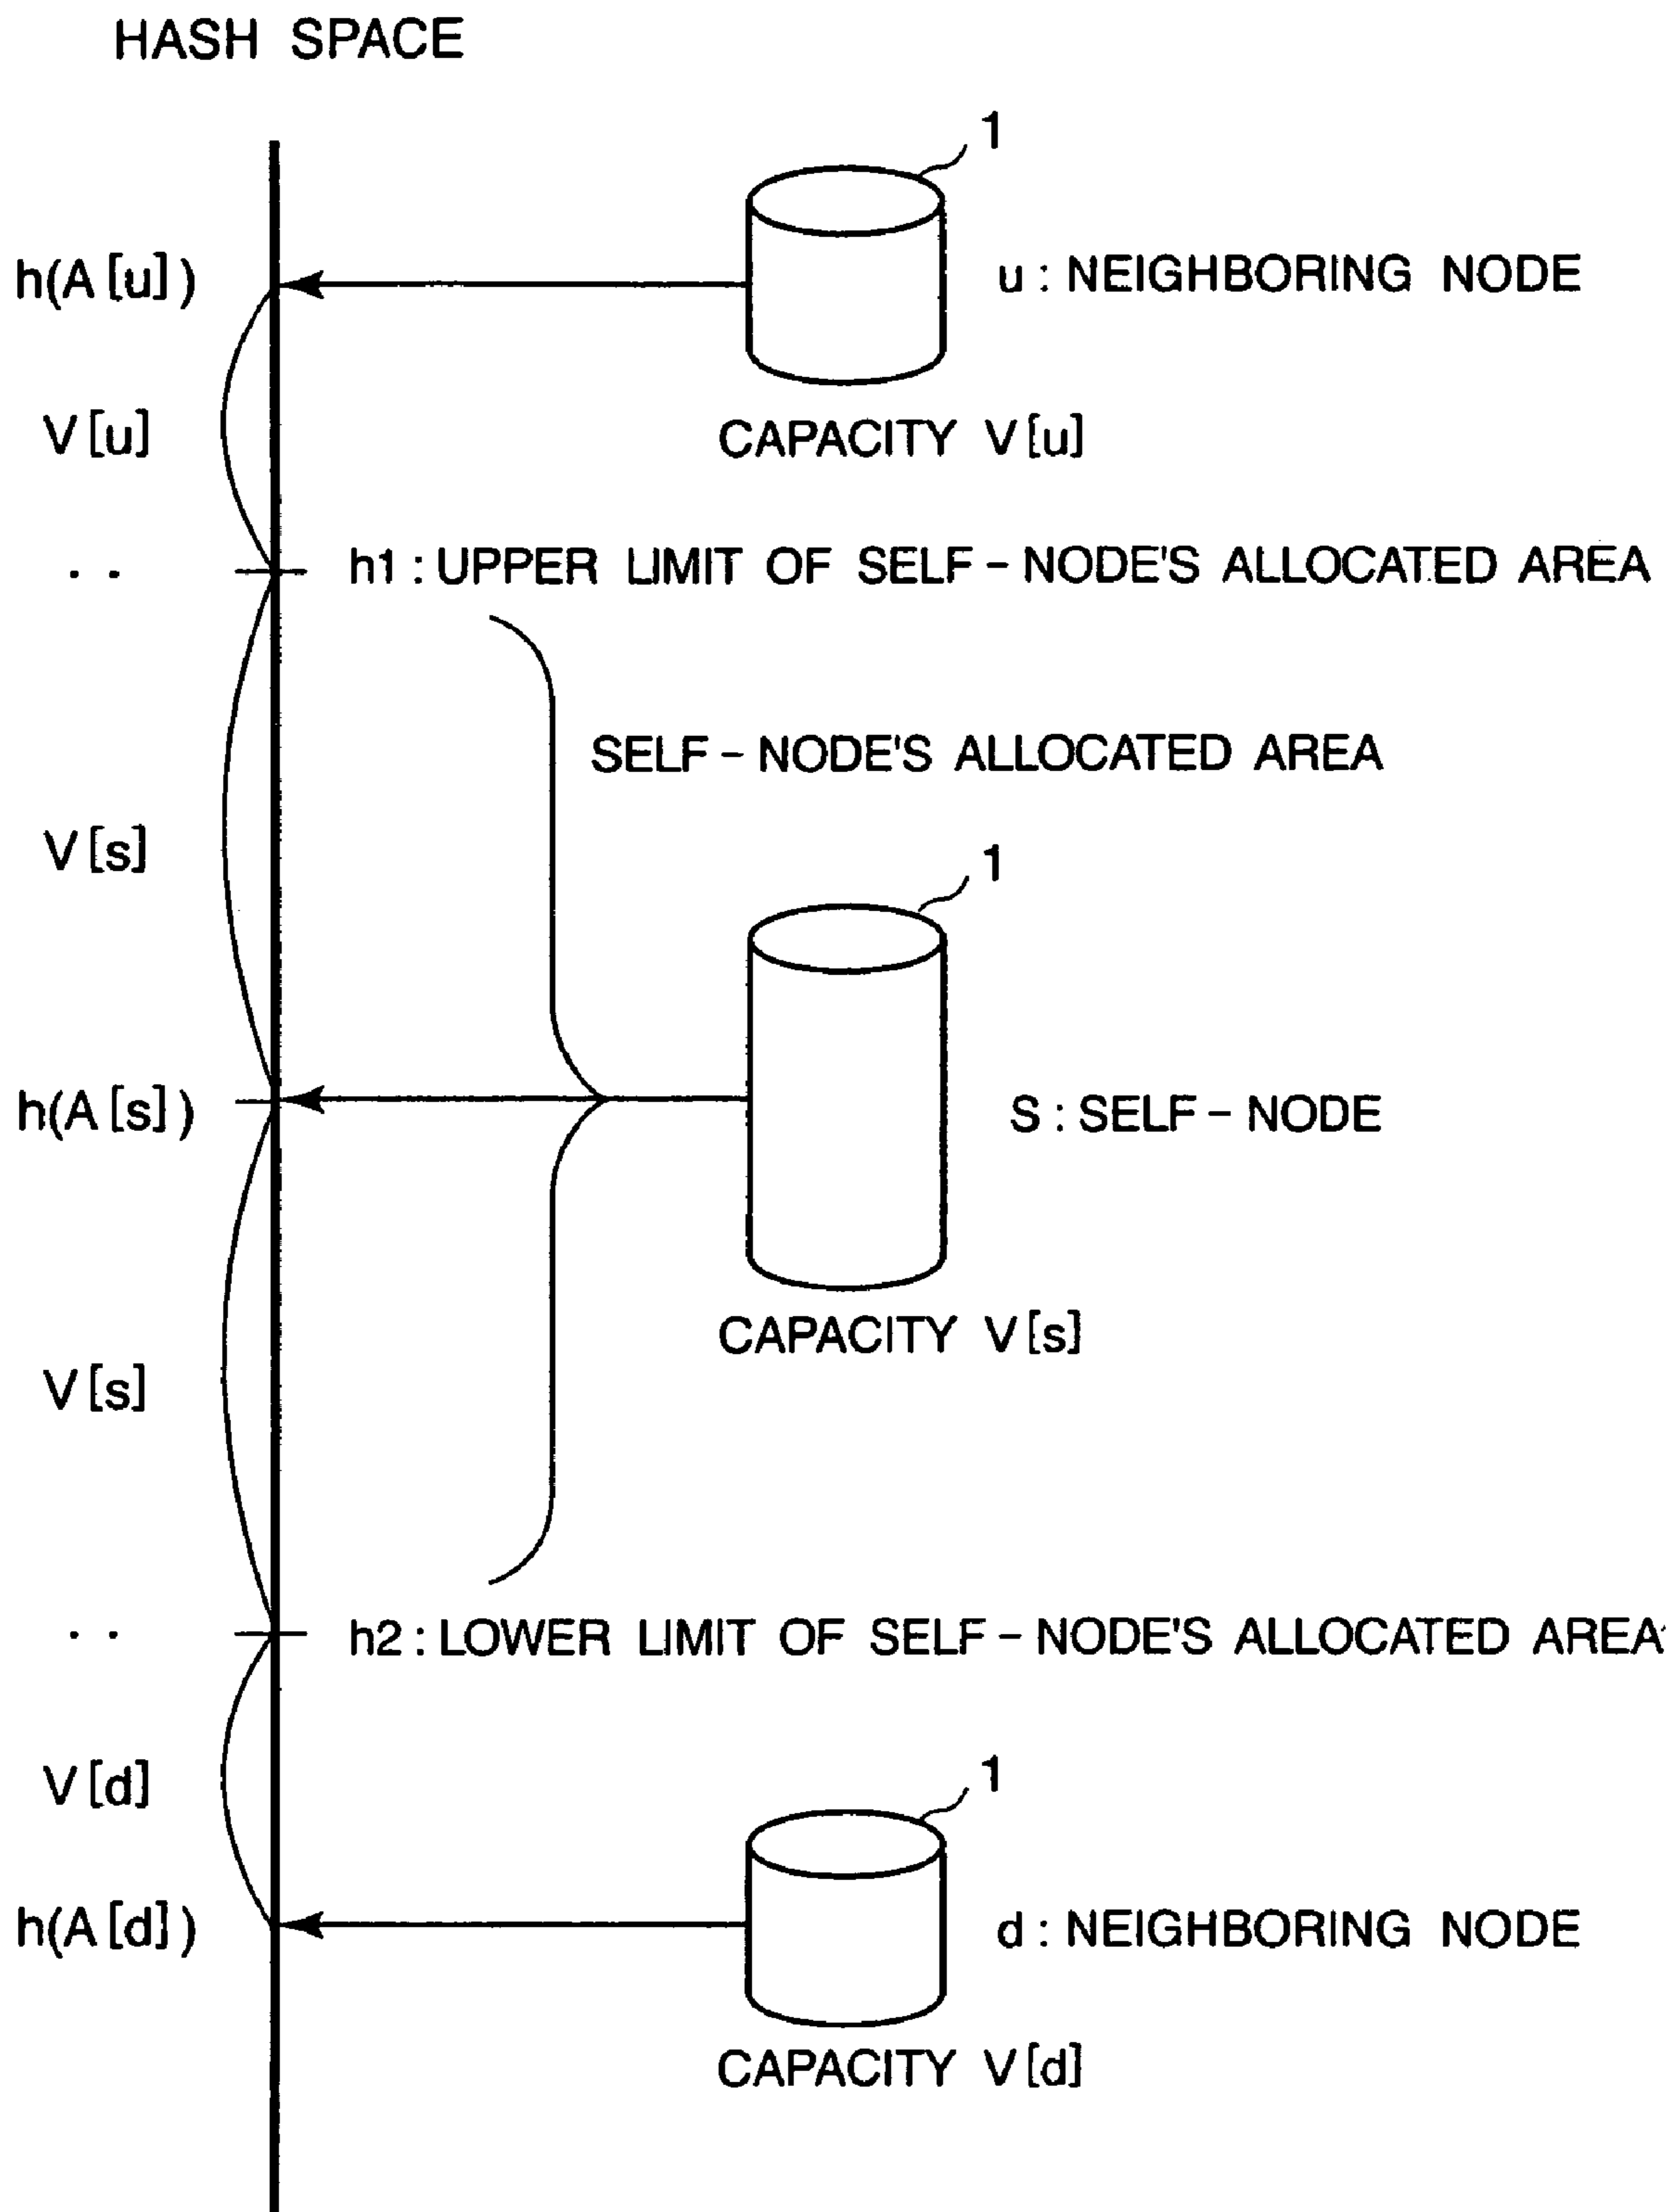 HASH SPACE
1
h(A[u])
u : NEIGHBORING NODE
V[u]
CAPACITY V[u]
. .
h1 : UPPER LIMIT OF SELF-NODE'S ALLOCATED AREA
SELF-NODE'S ALLOCATED AREA
V[s]
1
h(A[s])
S : SELF-NODE
CAPACITY V[s]
V[s]
. .
h2 : LOWER LIMIT OF SELF-NODE'S ALLOCATED AREA
V[d]
1
h(A[d])
d : NEIGHBORING NODE
CAPACITY V[d]